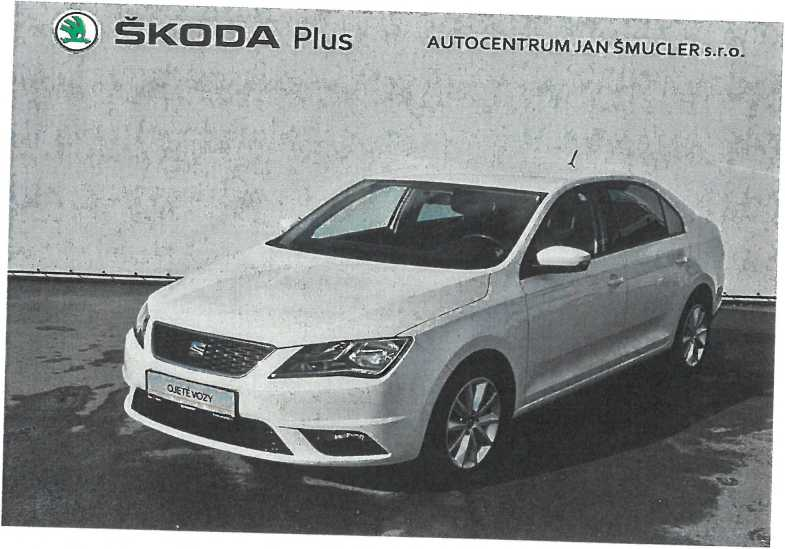 ŠKODA Plus
AUTOCENTRUM JAN ŠMUCLER s.r.o.
OJETÉ VOZY